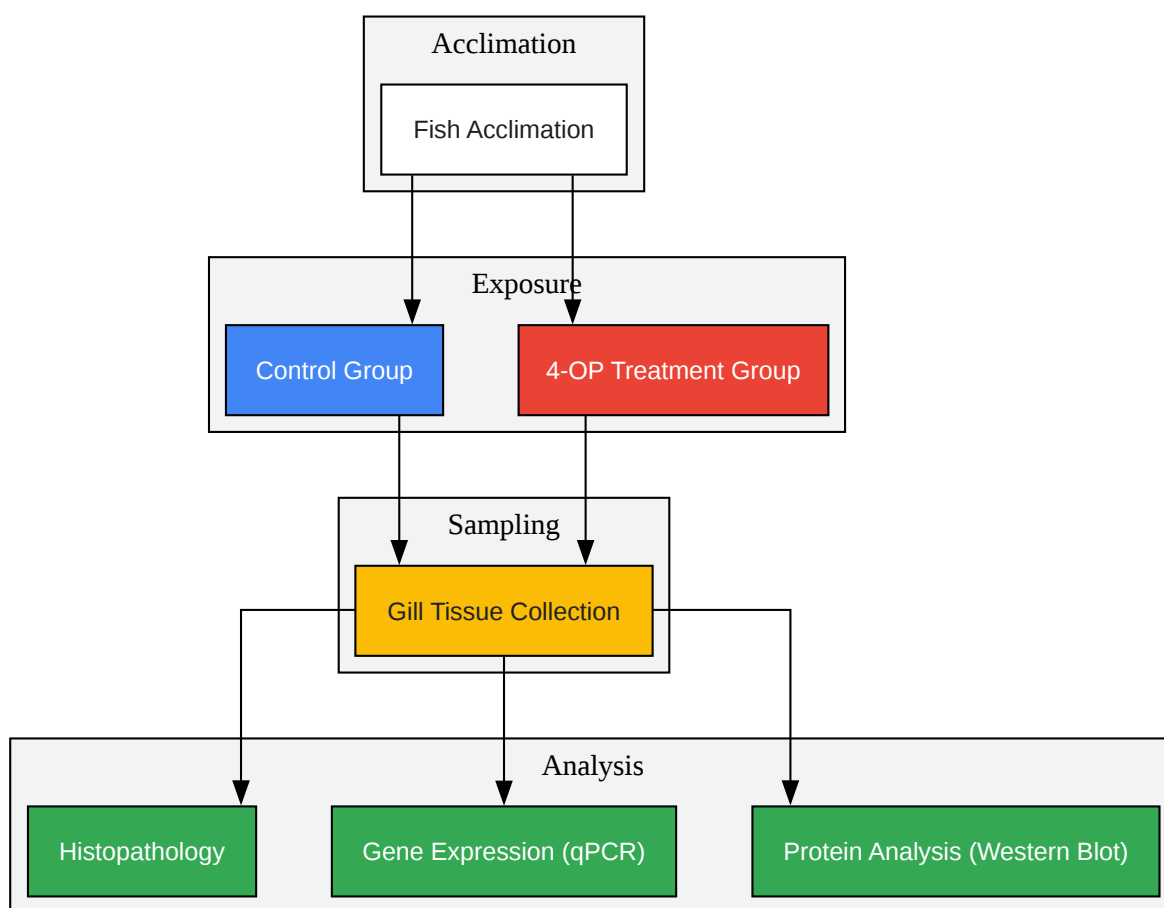 Acclimation
Fish Acclimation
Exposure
Control Group
4-OP Treatment Group
Sampling
Gill Tissue Collection
Analysis
Histopathology
Gene Expression (qPCR)
Protein Analysis (Western Blot)